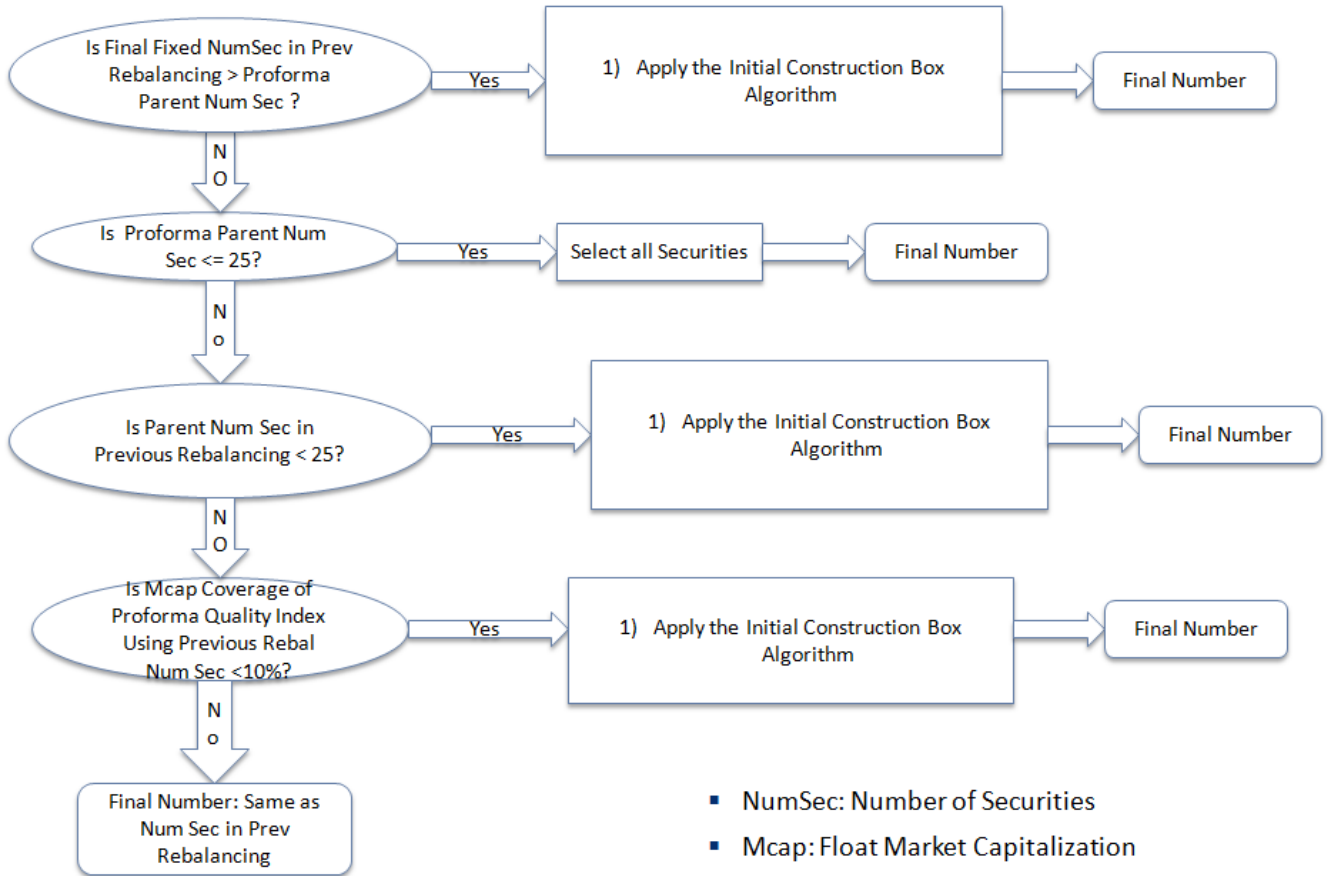 Is Final Fixed NumSec in Prev
Rebalancing > Proforma
Parent Num Sec ?
Yes
1) Apply the Initial Construction Box
Algorithm
Final Number
N
O
Is Proforma Parent Num
Sec <= 25?
Yes
Select all Securities
Final Number
N
o
Is Parent Num Sec in
Previous Rebalancing < 25?
Yes
1) Apply the Initial Construction Box
Algorithm
Final Number
N
O
Is Mcap Coverage of
Proforma Quality Index
Using Previous Rebal
Num Sec <10%?
Yes
1) Apply the Initial Construction Box
Algorithm
Final Number
N
o
Final Number: Same as
Num Sec in Prev
Rebalancing
▪ NumSec: Number of Securities
▪ Mcap: Float Market Capitalization